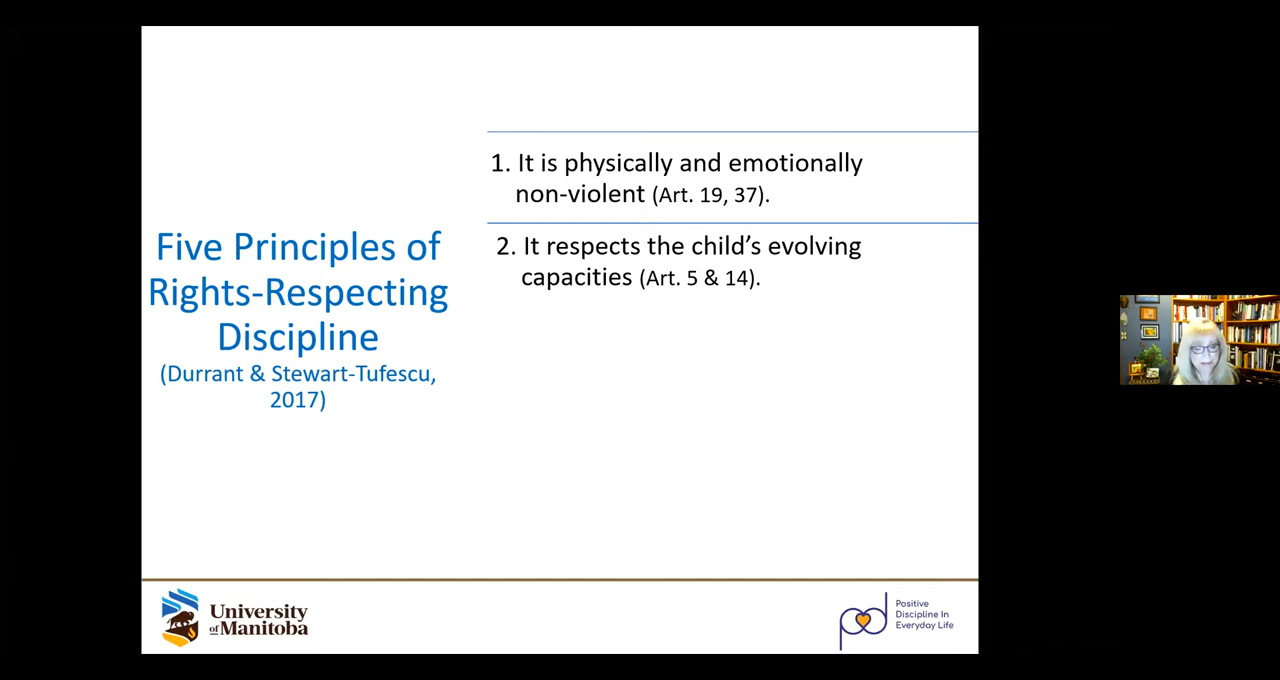 Five Principles of
Rights-Respecting
Discipline
(Durrant & Stewart-Tufescu,
2017)
1. It is physically and emotionally
non-violent (Art. 19, 37).
2. It respects the child’s evolving
capacities (Art. 5 & 14).
University
of Manitoba
pd
Positive
Discipline In
Everyday Life